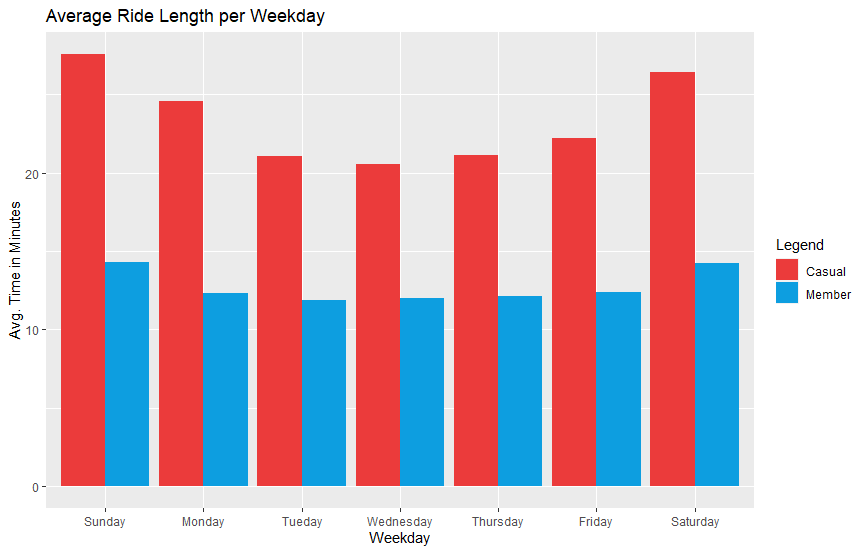 Average Ride Length per Weekday
Avg. Time in Minutes
20
10
0
Sunday
Monday
Tueday
Wednesday
Thursday
Friday
Saturday
Weekday
Legend
Casual
Member